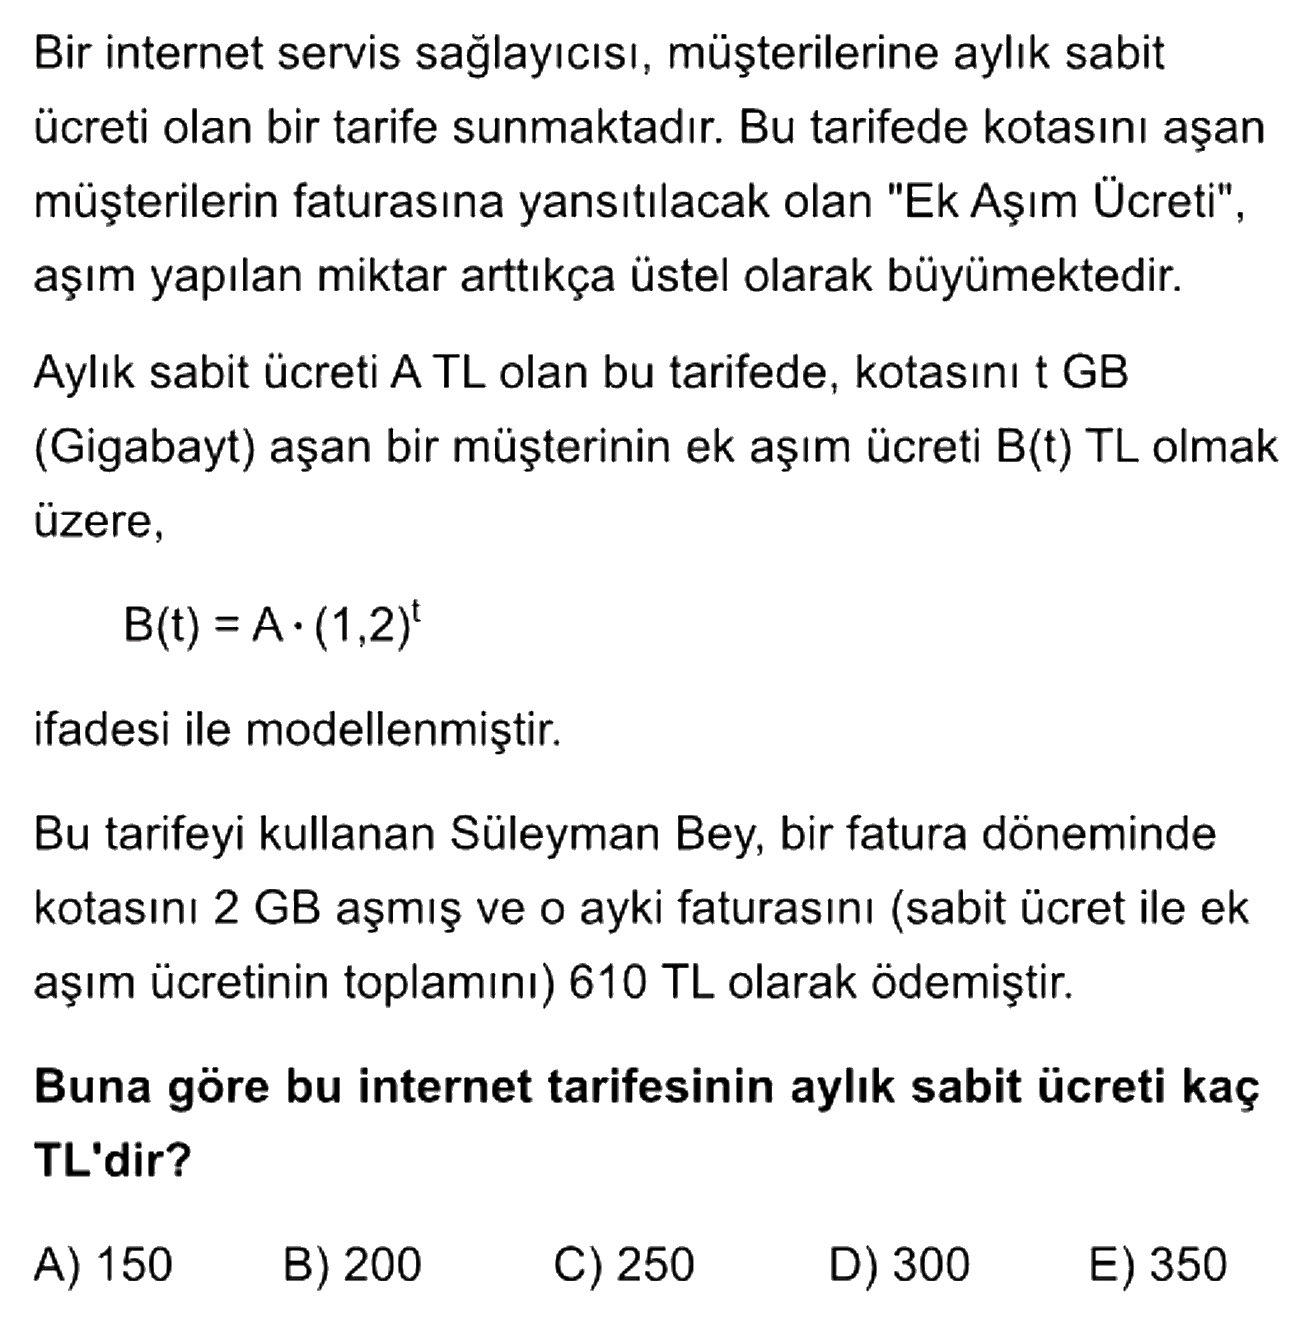 Bir internet servis sağlayıcısı, müşterilerine aylık sabit
ücreti olan bir tarife sunmaktadır. Bu tarifede kotasını aşan
müşterilerin faturasına yansıtılacak olan "Ek Aşım Ücreti",
aşım yapılan miktar arttıkça üstel olarak büyümektedir.
Aylık sabit ücreti A TL olan bu tarifede, kotasını t GB
(Gigabayt) aşan bir müşterinin ek aşım ücreti B(t) TL olmak
üzere,
B(t) = A · (1,2)^t
ifadesi ile modellenmiştir.
Bu tarifeyi kullanan Süleyman Bey, bir fatura döneminde
kotasını 2 GB aşmış ve o ayki faturasını (sabit ücret ile ek
aşım ücretinin toplamını) 610 TL olarak ödemiştir.
Buna göre bu internet tarifesinin aylık sabit ücreti kaç
TL'dir?
A) 150 B) 200 C) 250 D) 300 E) 350